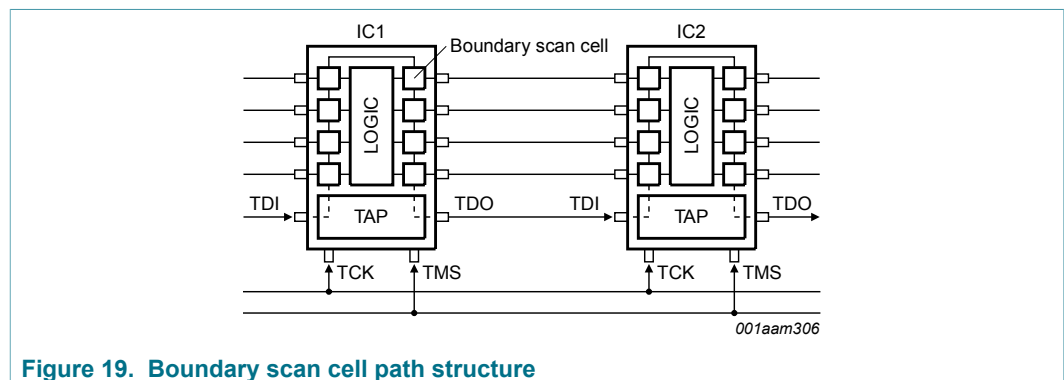 IC1
IC2
Boundary scan cell
LOGIC
LOGIC
TDI
TAP
TDO
TDI
TAP
TDO
TCK
TMS
TCK
TMS
001aam306
Figure 19. Boundary scan cell path structure